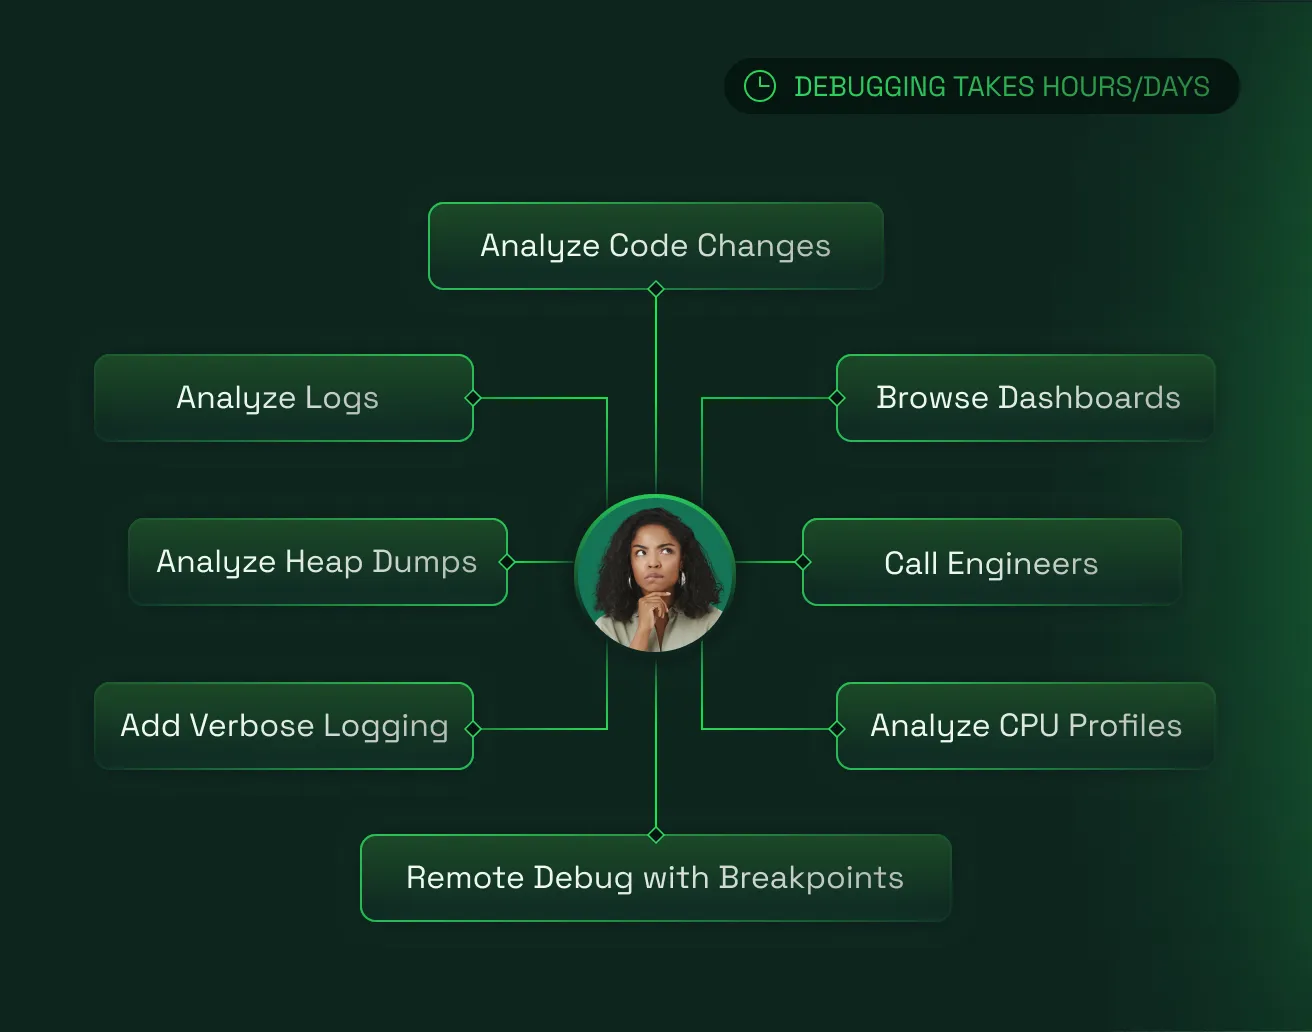 DEBUGGING TAKES HOURS/DAYS
Analyze Code Changes
Analyze Logs
Browse Dashboards
Analyze Heap Dumps
Call Engineers
Add Verbose Logging
Analyze CPU Profiles
Remote Debug with Breakpoints